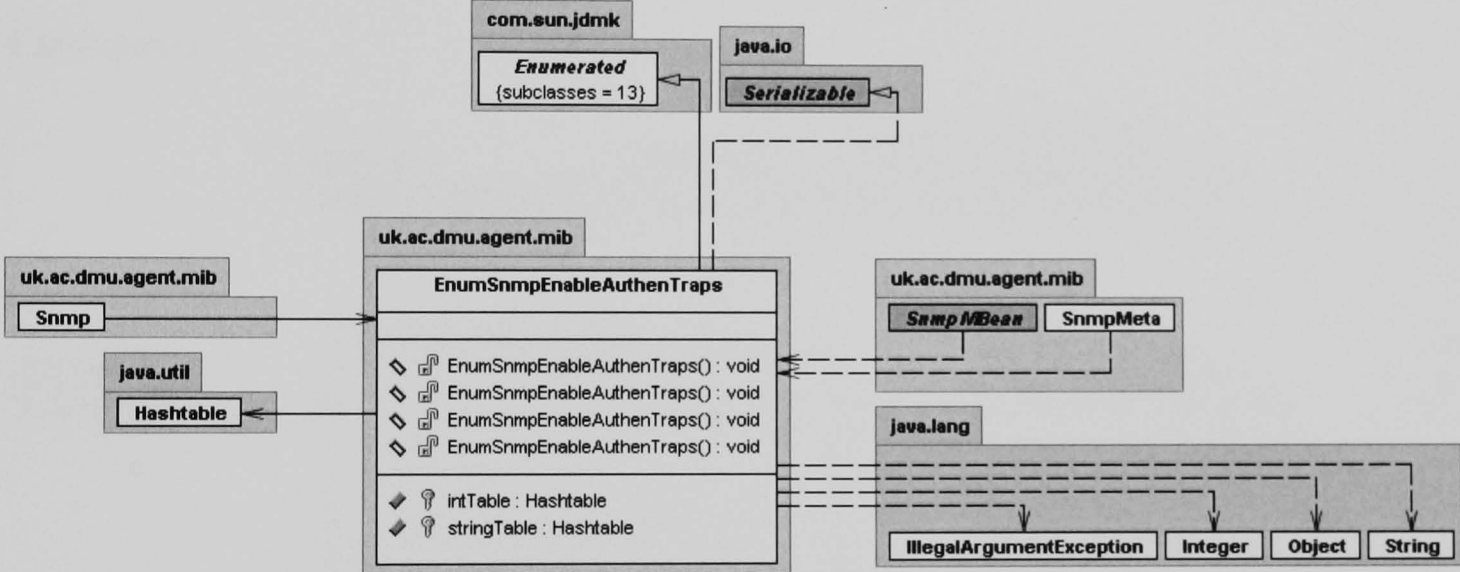 com.sun.jdmk
Enumerated
{subclasses = 13}
java.io
Serializable
uk.ac.dmu.agent.mib
EnumSnmpEnableAuthenTraps
EnumSnmpEnableAuthenTraps() : void
EnumSnmpEnableAuthenTraps() : void
EnumSnmpEnableAuthenTraps() : void
EnumSnmpEnableAuthenTraps() : void
intTable : Hashtable
stringTable : Hashtable
uk.ac.dmu.agent.mib
Snmp
java.util
Hashtable
uk.ac.dmu.agent.mib
SnmpMBean
SnmpMeta
java.lang
IllegalArgumentException
Integer
Object
String